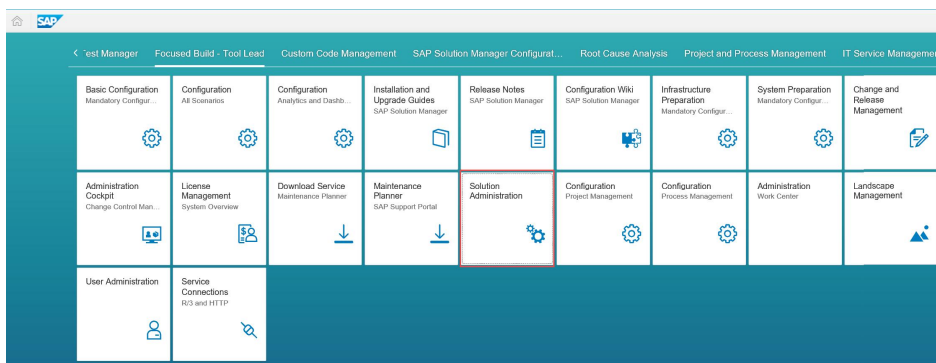 SAP
est Manager Focused Build - Tool Lead Custom Code Management SAP Solution Manager Configurat... Root Cause Analysis Project and Process Management IT Service Managemen
Basic Configuration
Mandatory Configur...
Configuration
All Scenarios
Configuration
Analytics and Dashb...
Installation and
Upgrade Guides
SAP Solution Manager
Release Notes
SAP Solution Manager
Configuration Wiki
SAP Solution Manager
Infrastructure
Preparation
Mandatory Configur...
System Preparation
Mandatory Configur...
Change and
Release
Management
Administration
Cockpit
Change Control Man...
License
Management
System Overview
Download Service
Maintenance Planner
Maintenance
Planner
SAP Support Portal
Solution
Administration
Configuration
Project Management
Configuration
Process Management
Administration
Work Center
Landscape
Management
User Administration
Service
Connections
R/3 and HTTP